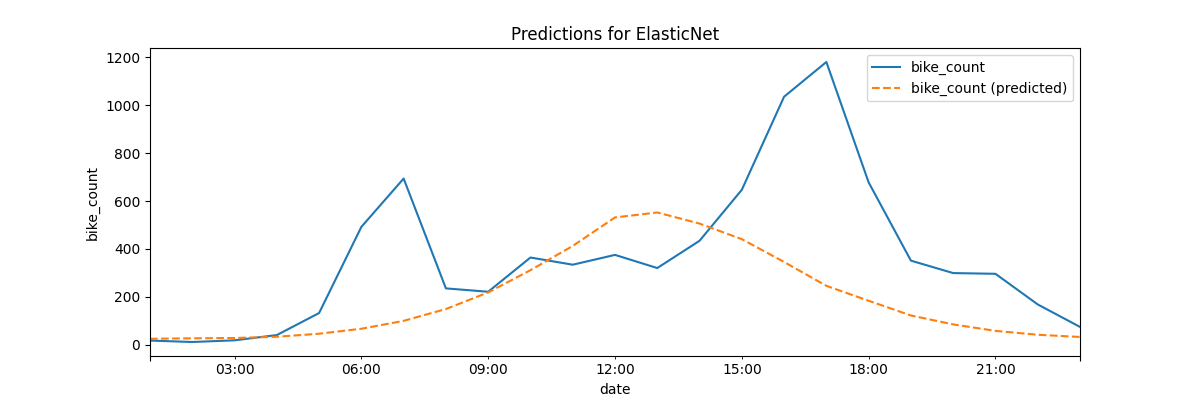 Predictions for ElasticNet
1200
1000
800
600
400
200
0
bike_count
bike_count
bike_count (predicted)
03:00
06:00
09:00
12:00
15:00
18:00
21:00
date